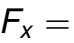 Fₓ =